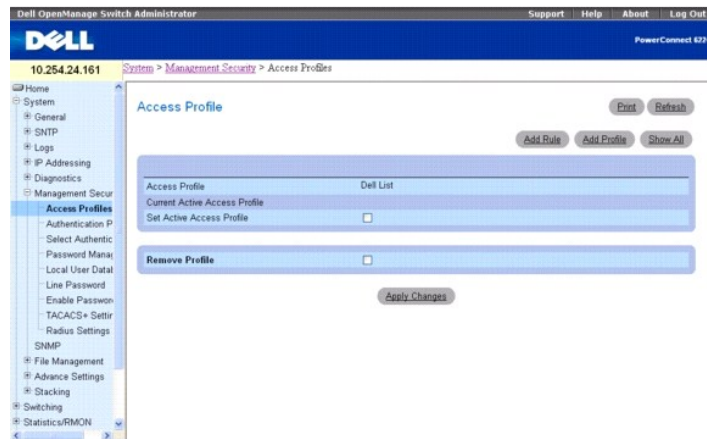 Dell OpenManage Switch Administrator Support Help About Log Out
DELL
PowerConnect 622
10.254.24.161 System > Management Security > Access Profiles
Home
System
General
SNTP
Logs
IP Addressing
Diagnostics
Management Secur
Access Profiles
Authentication P
Select Authentic
Password Manag
Local User Datab
Line Password
Enable Passwor
TACACS+ Settir
Radius Settings
SNMP
File Management
Advance Settings
Stacking
Switching
Statistics/RMON
Access Profile
Print Refresh
Add Rule Add Profile Show All
Access Profile Dell List
Current Active Access Profile
Set Active Access Profile
Remove Profile
Apply Changes